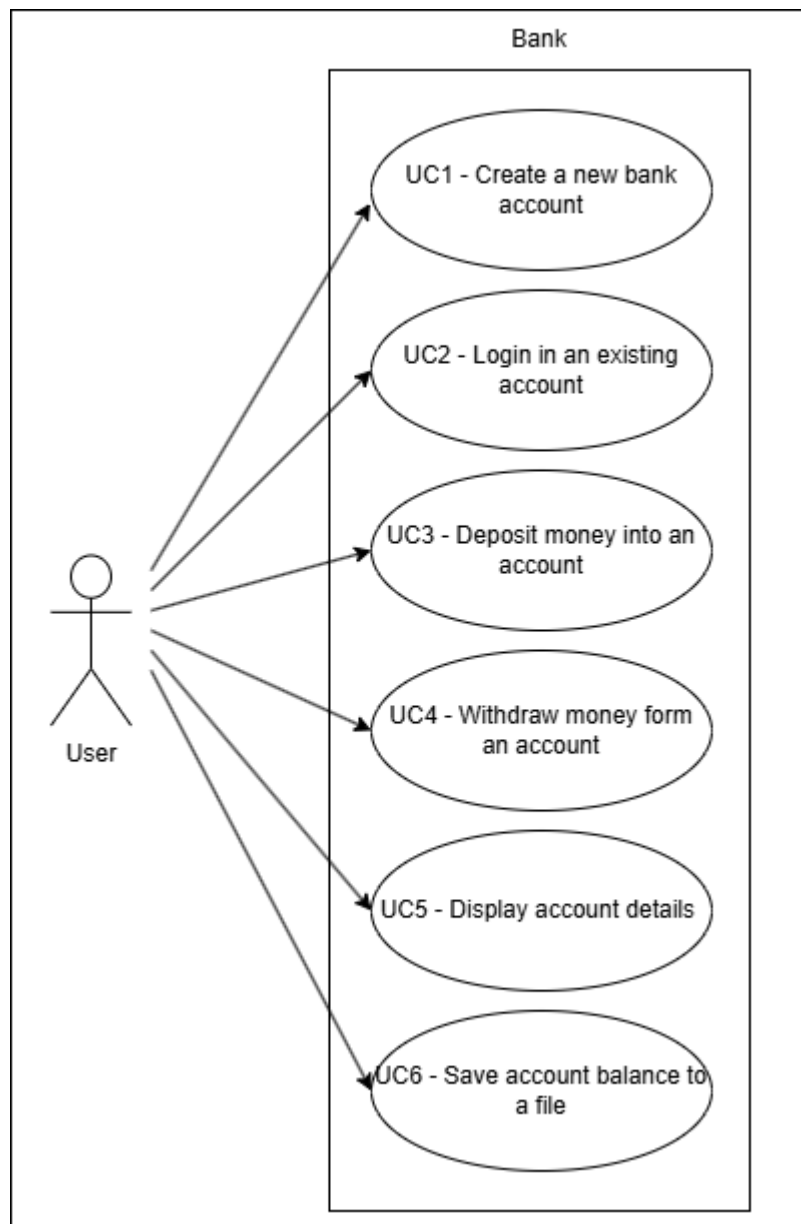 Bank
UC1 - Create a new bank
account
UC2 - Login in an existing
account
UC3 - Deposit money into an
account
UC4 - Withdraw money form
an account
User
UC5 - Display account details
UC6 - Save account balance to
a file